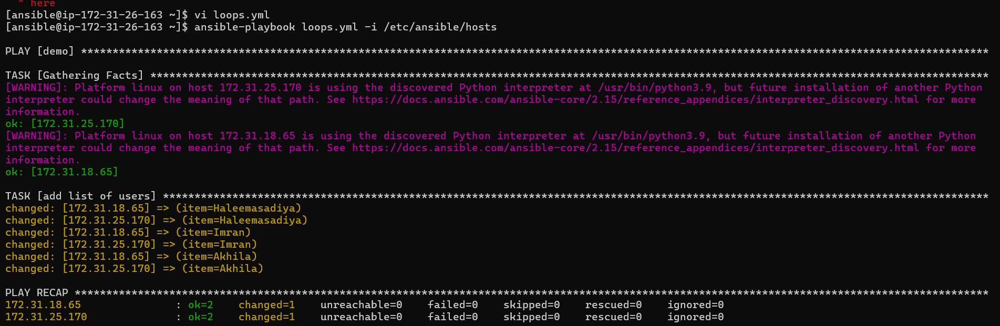 ^ here
[ansible@ip-172-31-26-163 ~]$ vi loops.yml
[ansible@ip-172-31-26-163 ~]$ ansible-playbook loops.yml -i /etc/ansible/hosts
PLAY [demo] ************************************************************************************************************************************************
TASK [Gathering Facts] *************************************************************************************************************************************
[WARNING]: Platform linux on host 172.31.25.170 is using the discovered Python interpreter at /usr/bin/python3.9, but future installation of another Python
interpreter could change the meaning of that path. See https://docs.ansible.com/ansible-core/2.15/reference_appendices/interpreter_discovery.html for more
information.
ok: [172.31.25.170]
[WARNING]: Platform linux on host 172.31.18.65 is using the discovered Python interpreter at /usr/bin/python3.9, but future installation of another Python
interpreter could change the meaning of that path. See https://docs.ansible.com/ansible-core/2.15/reference_appendices/interpreter_discovery.html for more
information.
ok: [172.31.18.65]
TASK [add list of users] ***********************************************************************************************************************************
changed: [172.31.18.65] => (item=Haleemasadiya)
changed: [172.31.25.170] => (item=Haleemasadiya)
changed: [172.31.18.65] => (item=Imran)
changed: [172.31.25.170] => (item=Imran)
changed: [172.31.18.65] => (item=Akhila)
changed: [172.31.25.170] => (item=Akhila)
PLAY RECAP *************************************************************************************************************************************************
172.31.18.65               : ok=2    changed=1    unreachable=0    failed=0    skipped=0    rescued=0    ignored=0
172.31.25.170              : ok=2    changed=1    unreachable=0    failed=0    skipped=0    rescued=0    ignored=0